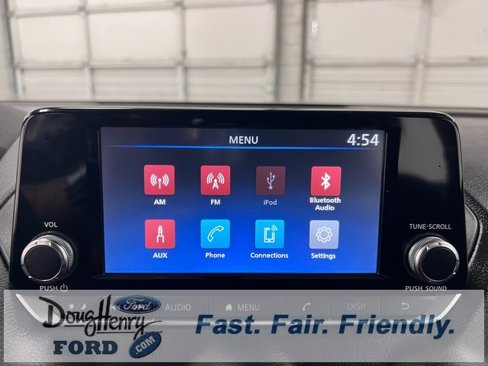 MENU 4:54
AM FM iPod Bluetooth Audio
AUX Phone Connections Settings
VOL TUNE·SCROLL
PUSH PUSH SOUND
AUDIO MENU DISP
Ford
Doug Henry
FORD .COM
Fast. Fair. Friendly.